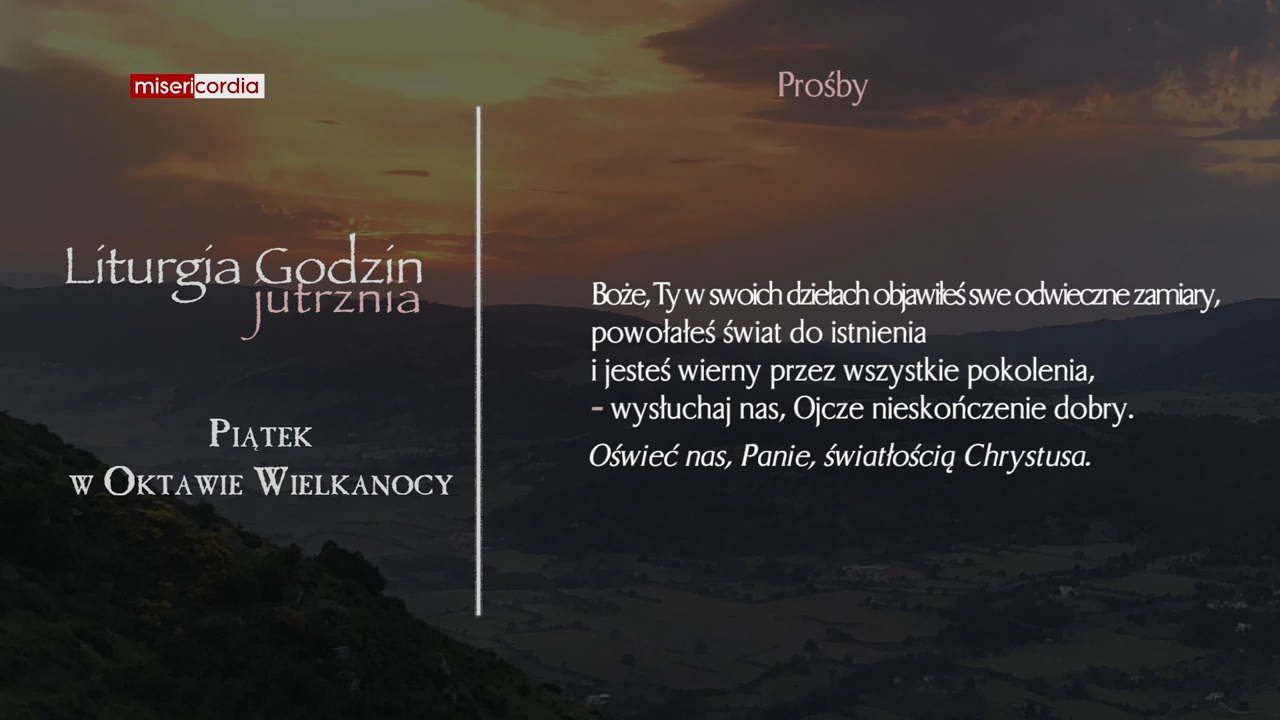 misericordia
Liturgia Godzin
jutrznia
Piątek
w Oktawie Wielkanocy
Prośby
Boże, Ty w swoich dziełach objawiłeś swe odwieczne zamiary,
powołałeś świat do istnienia
i jesteś wierny przez wszystkie pokolenia,
- wysłuchaj nas, Ojcze nieskończenie dobry.
Oświeć nas, Panie, światłością Chrystusa.